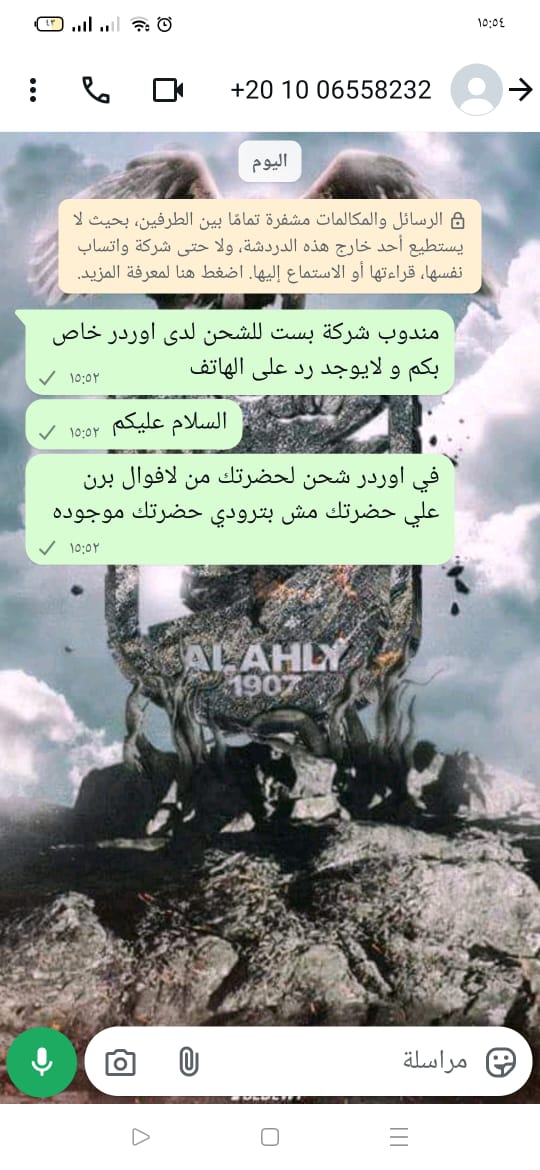 ١٥:٥٤
٤٣
+20 10 06558232
اليوم
الرسائل والمكالمات مشفرة تمامًا بين الطرفين، بحيث لا
يستطيع أحد خارج هذه الدردشة، ولا حتى شركة واتساب
نفسها، قراءتها أو الاستماع إليها. اضغط هنا لمعرفة المزيد.
مندوب شركة بست للشحن لدى اوردر خاص
بكم و لايوجد رد على الهاتف
١٥:٥٢
السلام عليكم
١٥:٥٢
في اوردر شحن لحضرتك من لافوال برن
علي حضرتك مش بترودي حضرتك موجوده
١٥:٥٢
ALAHLY
1907
مراسلة